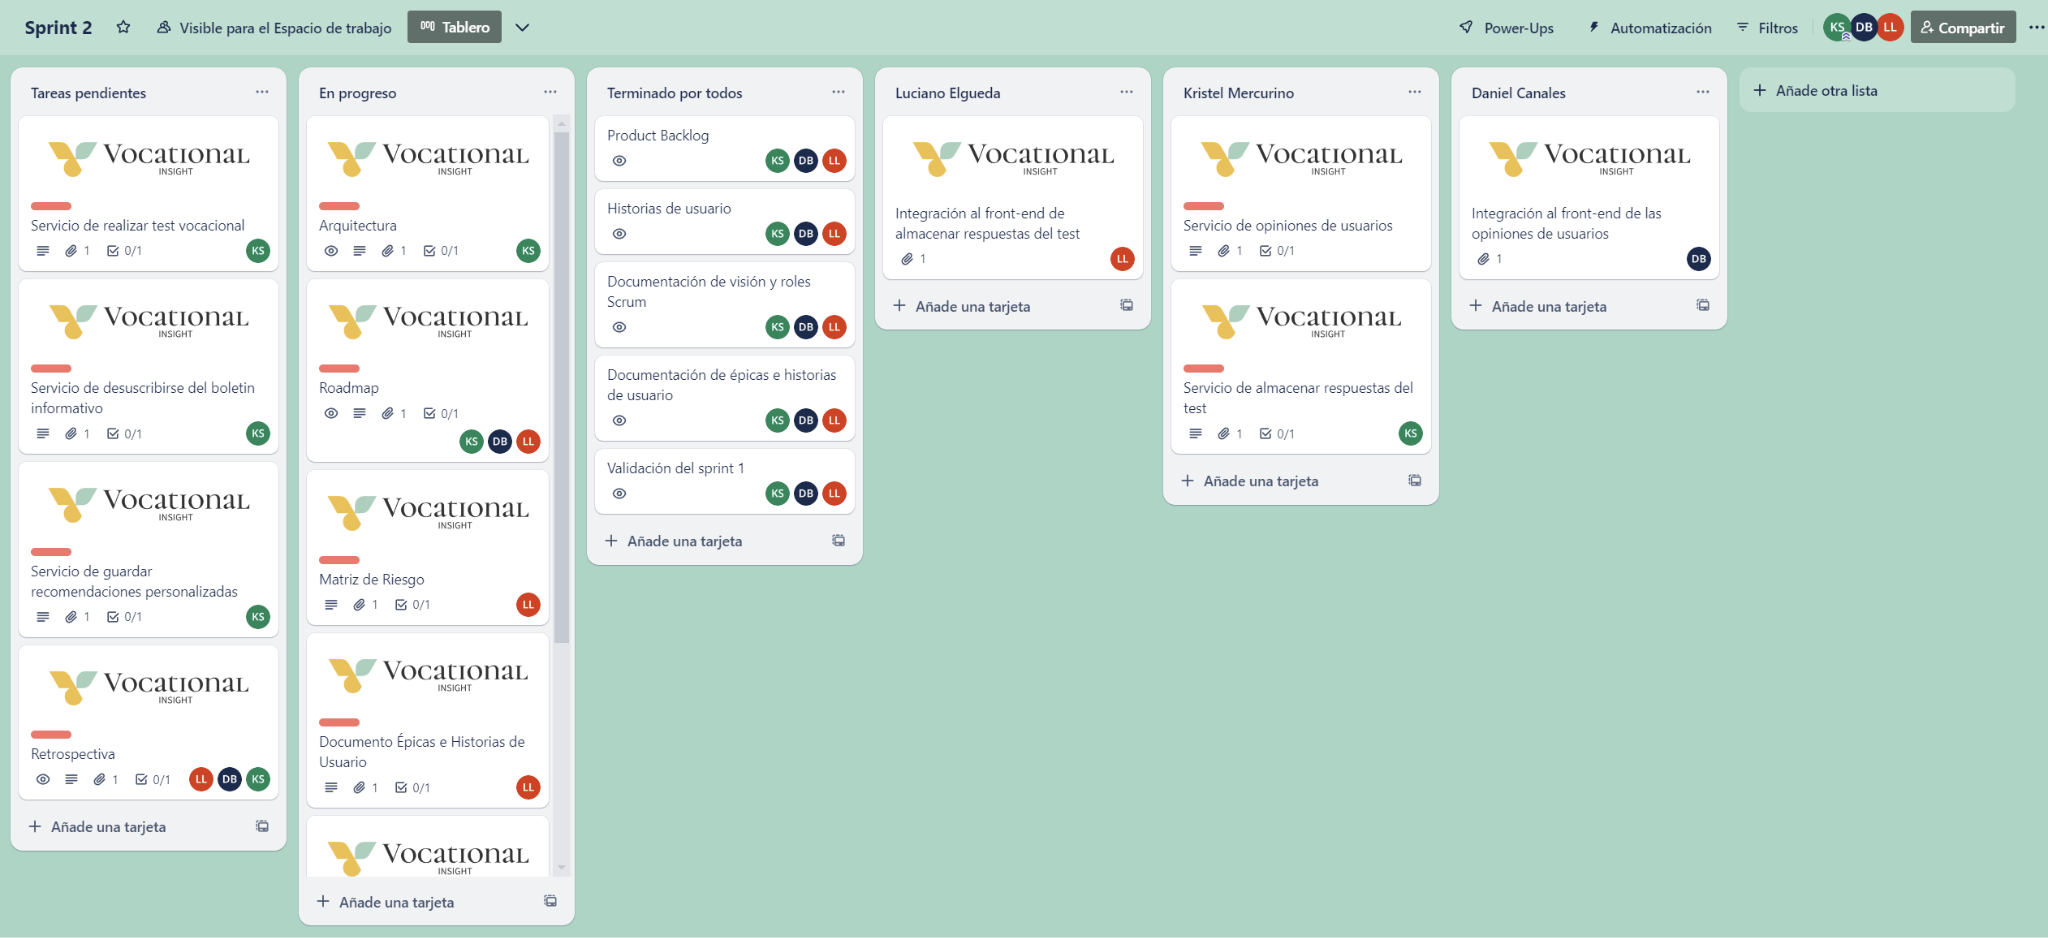 Sprint 2
Visible para el Espacio de trabajo
Tablero
Power-Ups
Automatización
Filtros
KS DB LL
Compartir
Tareas pendientes
Vocational
INSIGHT
Servicio de realizar test vocacional
1 0/1 KS
Vocational
INSIGHT
Servicio de desuscribirse del boletin
informativo
1 0/1 KS
Vocational
INSIGHT
Servicio de guardar
recomendaciones personalizadas
1 0/1 KS
Vocational
INSIGHT
Retrospectiva
1 0/1 LL DB KS
+ Añade una tarjeta
En progreso
Vocational
INSIGHT
Arquitectura
1 0/1 KS
Vocational
INSIGHT
Roadmap
1 0/1
KS DB LL
Vocational
INSIGHT
Matriz de Riesgo
1 0/1 LL
Vocational
INSIGHT
Documento Épicas e Historias de
Usuario
1 0/1 LL
Vocational
INSIGHT
+ Añade una tarjeta
Terminado por todos
Product Backlog
KS DB LL
Historias de usuario
KS DB LL
Documentación de visión y roles
Scrum
KS DB LL
Documentación de épicas e historias
de usuario
KS DB LL
Validación del sprint 1
KS DB LL
+ Añade una tarjeta
Luciano Elgueda
Vocational
INSIGHT
Integración al front-end de
almacenar respuestas del test
1 LL
+ Añade una tarjeta
Kristel Mercurino
Vocational
INSIGHT
Servicio de opiniones de usuarios
1 0/1
Vocational
INSIGHT
Servicio de almacenar respuestas del
test
1 0/1 KS
+ Añade una tarjeta
Daniel Canales
Vocational
INSIGHT
Integración al front-end de las
opiniones de usuarios
1 DB
+ Añade una tarjeta
+ Añade otra lista